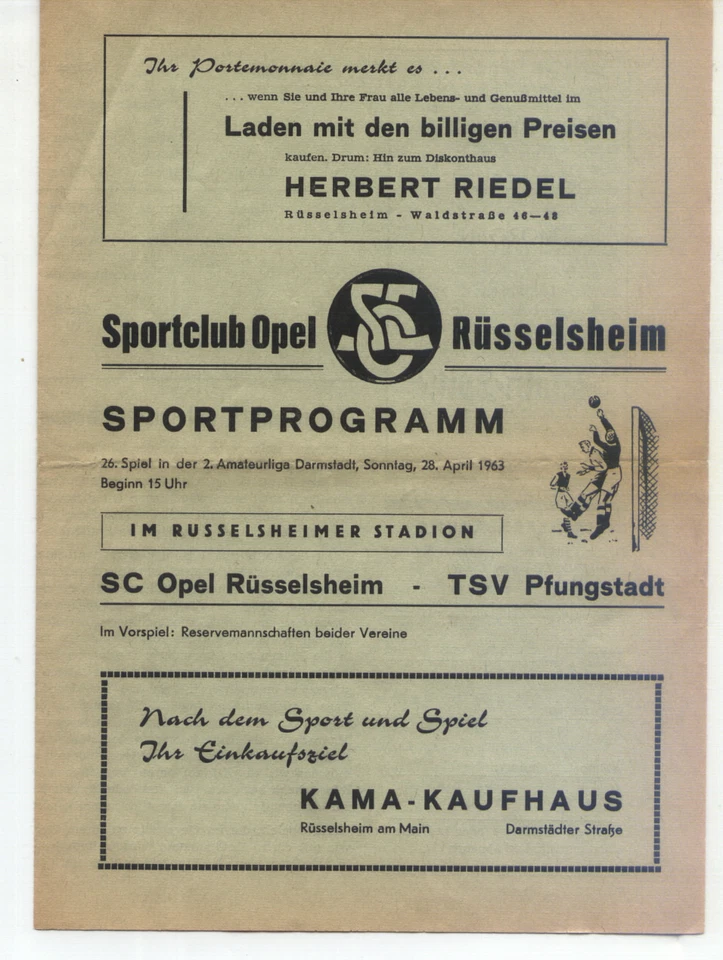 Ihr Portemonnaie merkt es . . .
. . . wenn Sie und Ihre Frau alle Lebens- und Genußmittel im
Laden mit den billigen Preisen
kaufen. Drum: Hin zum Diskonthaus
HERBERT RIEDEL
Rüsselsheim - Waldstraße 46—48
Sportclub Opel SCO Rüsselsheim
SPORTPROGRAMM
26. Spiel in der 2. Amateurliga Darmstadt, Sonntag, 28. April 1963
Beginn 15 Uhr
IM RUSSELSHEIMER STADION
SC Opel Rüsselsheim - TSV Pfungstadt
Im Vorspiel: Reservemannschaften beider Vereine
Nach dem Sport und Spiel
Ihr Einkaufsziel
KAMA-KAUFHAUS
Rüsselsheim am Main Darmstädter Straße